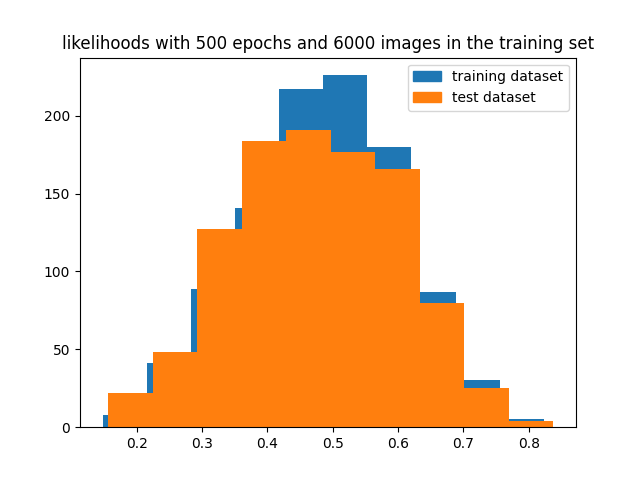 likelihoods with 500 epochs and 6000 images in the training set
training dataset
test dataset
200
150
100
50
0
0.2 0.3 0.4 0.5 0.6 0.7 0.8